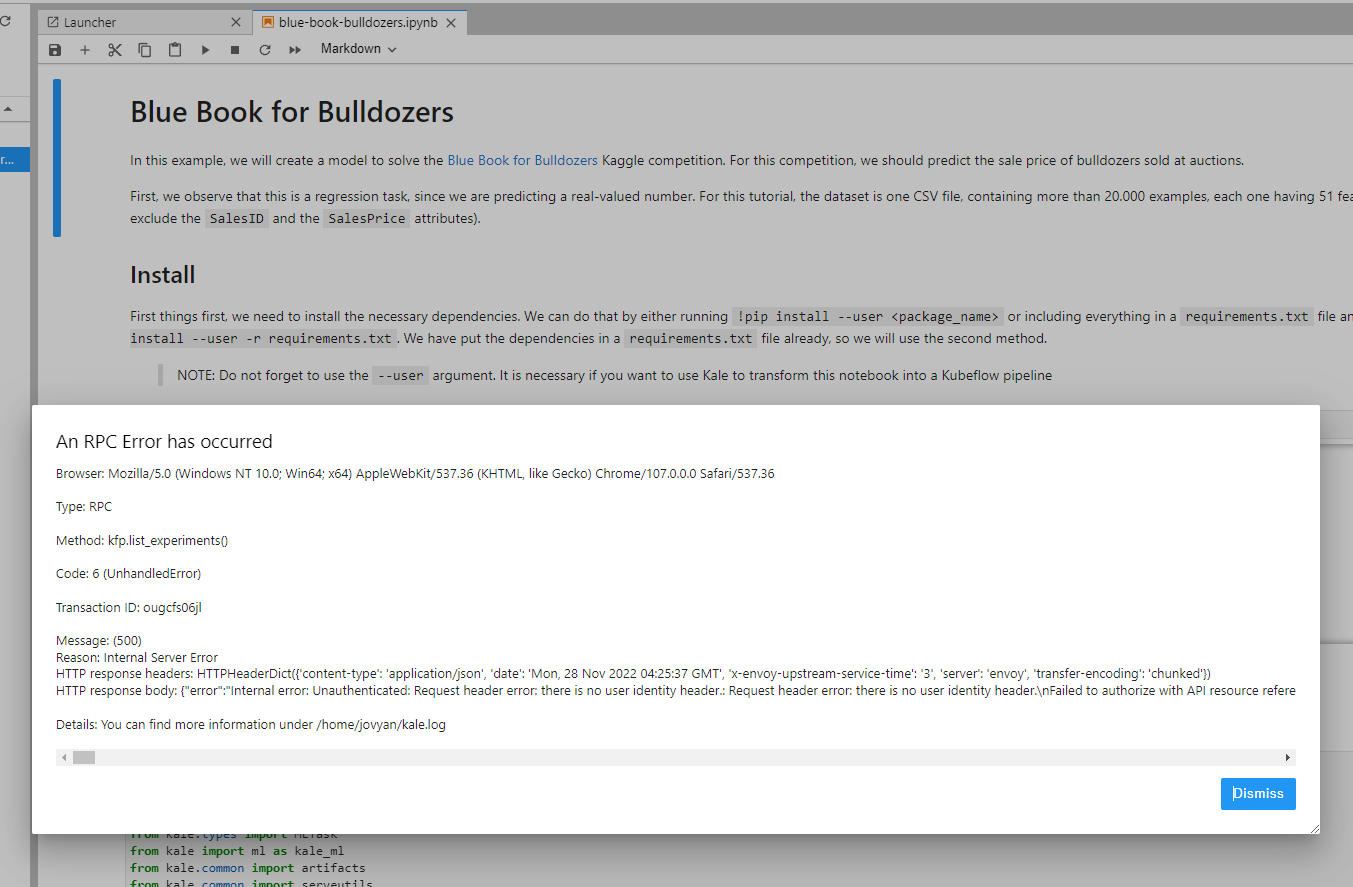 Launcher
blue-book-bulldozers.ipynb
Markdown
r...
Blue Book for Bulldozers
In this example, we will create a model to solve the Blue Book for Bulldozers Kaggle competition. For this competition, we should predict the sale price of bulldozers sold at auctions.
First, we observe that this is a regression task, since we are predicting a real-valued number. For this tutorial, the dataset is one CSV file, containing more than 20.000 examples, each one having 51 fea
exclude the SalesID and the SalesPrice attributes).
Install
First things first, we need to install the necessary dependencies. We can do that by either running !pip install --user <package_name> or including everything in a requirements.txt file an
install --user -r requirements.txt. We have put the dependencies in a requirements.txt file already, so we will use the second method.
NOTE: Do not forget to use the --user argument. It is necessary if you want to use Kale to transform this notebook into a Kubeflow pipeline
An RPC Error has occurred
Browser: Mozilla/5.0 (Windows NT 10.0; Win64; x64) AppleWebKit/537.36 (KHTML, like Gecko) Chrome/107.0.0.0 Safari/537.36
Type: RPC
Method: kfp.list_experiments()
Code: 6 (UnhandledError)
Transaction ID: ougcfs06jl
Message: (500)
Reason: Internal Server Error
HTTP response headers: HTTPHeaderDict({'content-type': 'application/json', 'date': 'Mon, 28 Nov 2022 04:25:37 GMT', 'x-envoy-upstream-service-time': '3', 'server': 'envoy', 'transfer-encoding': 'chunked'})
HTTP response body: {"error":"Internal error: Unauthenticated: Request header error: there is no user identity header.: Request header error: there is no user identity header.\nFailed to authorize with API resource refere
Details: You can find more information under /home/jovyan/kale.log
Dismiss
from kale.types import MLTask
from kale import ml as kale_ml
from kale.common import artifacts
from kale.common import serveutils